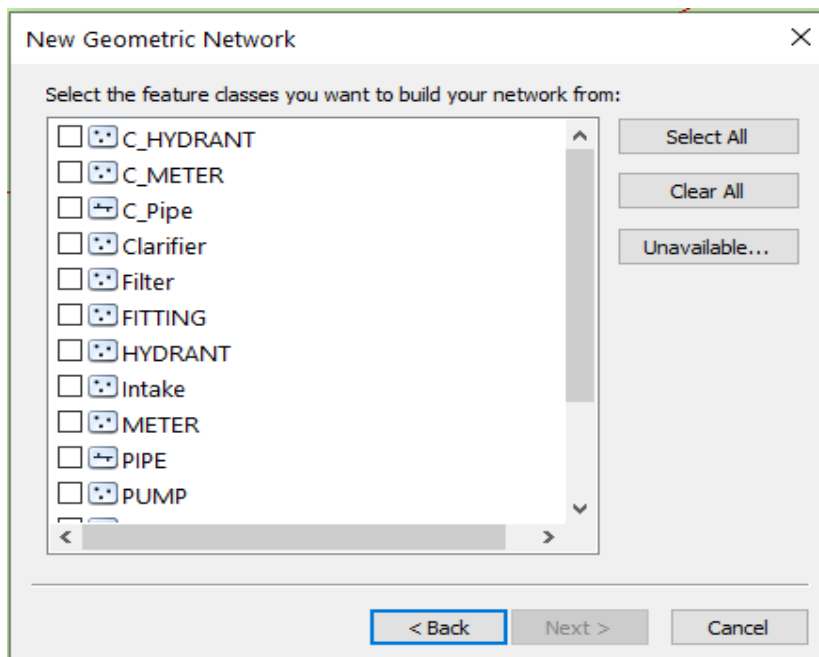 New Geometric Network
Select the feature classes you want to build your network from:
C_HYDRANT
C_METER
C_Pipe
Clarifier
Filter
FITTING
HYDRANT
Intake
METER
PIPE
PUMP
Select All
Clear All
Unavailable...
< Back
Next >
Cancel